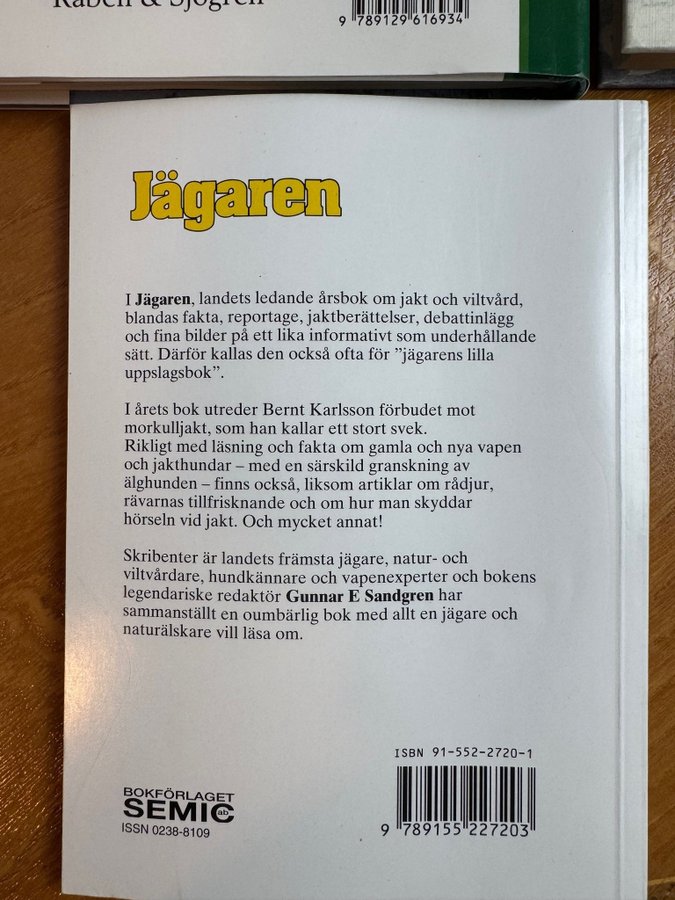 Rabén & Sjögren
9 789129 616934
Jägaren
I Jägaren, landets ledande årsbok om jakt och viltvård,
blandas fakta, reportage, jaktberättelser, debattinlägg
och fina bilder på ett lika informativt som underhållande
sätt. Därför kallas den också ofta för ”jägarens lilla
uppslagsbok”.
I årets bok utreder Bernt Karlsson förbudet mot
morkulljakt, som han kallar ett stort svek.
Rikligt med läsning och fakta om gamla och nya vapen
och jakthundar – med en särskild granskning av
älghunden – finns också, liksom artiklar om rådjur,
rävarnas tillfrisknande och om hur man skyddar
hörseln vid jakt. Och mycket annat!
Skribenter är landets främsta jägare, natur- och
viltvårdare, hundkännare och vapenexperter och bokens
legendariske redaktör Gunnar E Sandgren har
sammanställt en oumbärlig bok med allt en jägare och
naturälskare vill läsa om.
ISBN 91-552-2720-1
9 789155 227203
BOKFÖRLAGET
SEMIC ab
ISSN 0238-8109